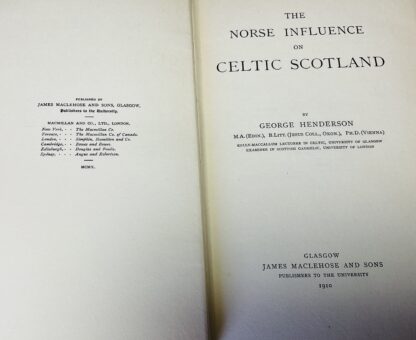 PUBLISHED BY
JAMES MACLEHOSE AND SONS, GLASGOW,
Publishers to the University.
MACMILLAN AND CO., LTD., LONDON.
New York, - - The Macmillan Co.
Toronto, - - - The Macmillan Co. of Canada.
London, - - - Simpkin, Hamilton and Co.
Cambridge, - Bowes and Bowes.
Edinburgh, - Douglas and Foulis.
Sydney, - - Angus and Robertson.
MCMX.
THE
NORSE INFLUENCE
ON
CELTIC SCOTLAND
BY
GEORGE HENDERSON
M.A. (EDIN.), B.LITT. (JESUS COLL., OXON.), PH.D. (VIENNA)
KELLY-MACCALLUM LECTURER IN CELTIC, UNIVERSITY OF GLASGOW
EXAMINER IN SCOTTISH GAELIC, UNIVERSITY OF LONDON
GLASGOW
JAMES MACLEHOSE AND SONS
PUBLISHERS TO THE UNIVERSITY
1910